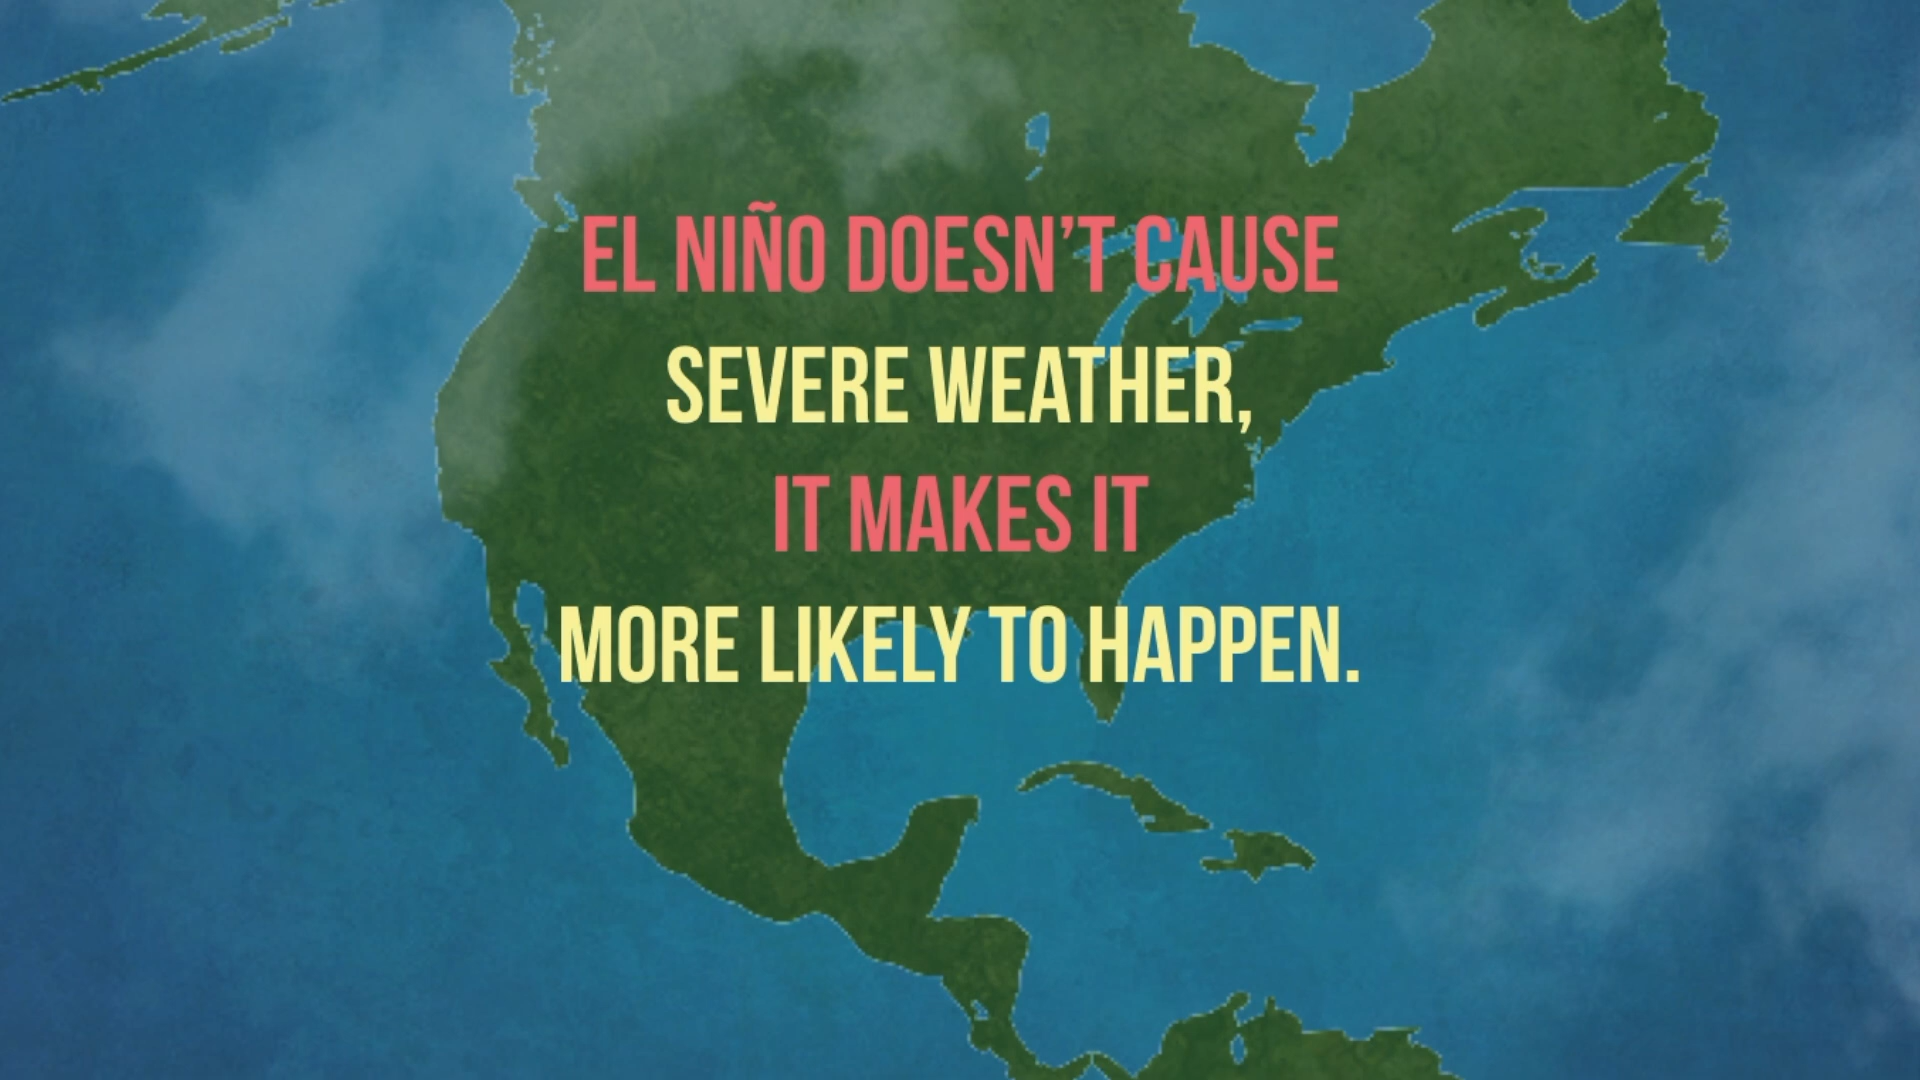 EL NIÑO DOESN'T CAUSE
SEVERE WEATHER,
IT MAKES IT
MORE LIKELY TO HAPPEN.